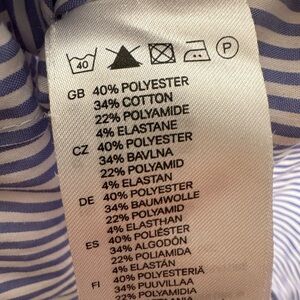 40 P
GB 40% POLYESTER
34% COTTON
22% POLYAMIDE
4% ELASTANE
CZ 40% POLYESTER
34% BAVLNA
22% POLYAMID
4% ELASTAN
DE 40% POLYESTER
34% BAUMWOLLE
22% POLYAMID
4% ELASTHAN
ES 40% POLIÉSTER
34% ALGODÓN
22% POLIAMIDA
4% ELASTÁN
FI 40% POLYESTERIÄ
34% PUUVILLAA
22% POLYAMIDIA